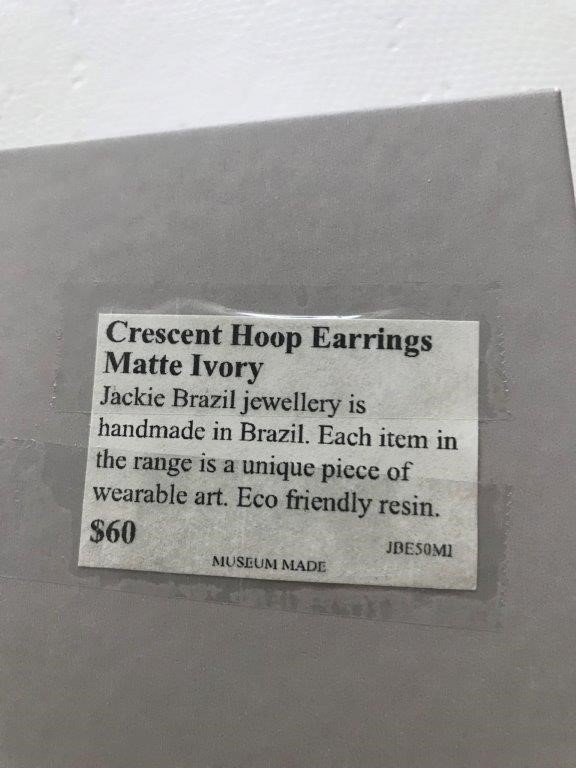 Crescent Hoop Earrings
Matte Ivory
Jackie Brazil jewellery is
handmade in Brazil. Each item in
the range is a unique piece of
wearable art. Eco friendly resin.
$60
JBE50MI
MUSEUM MADE